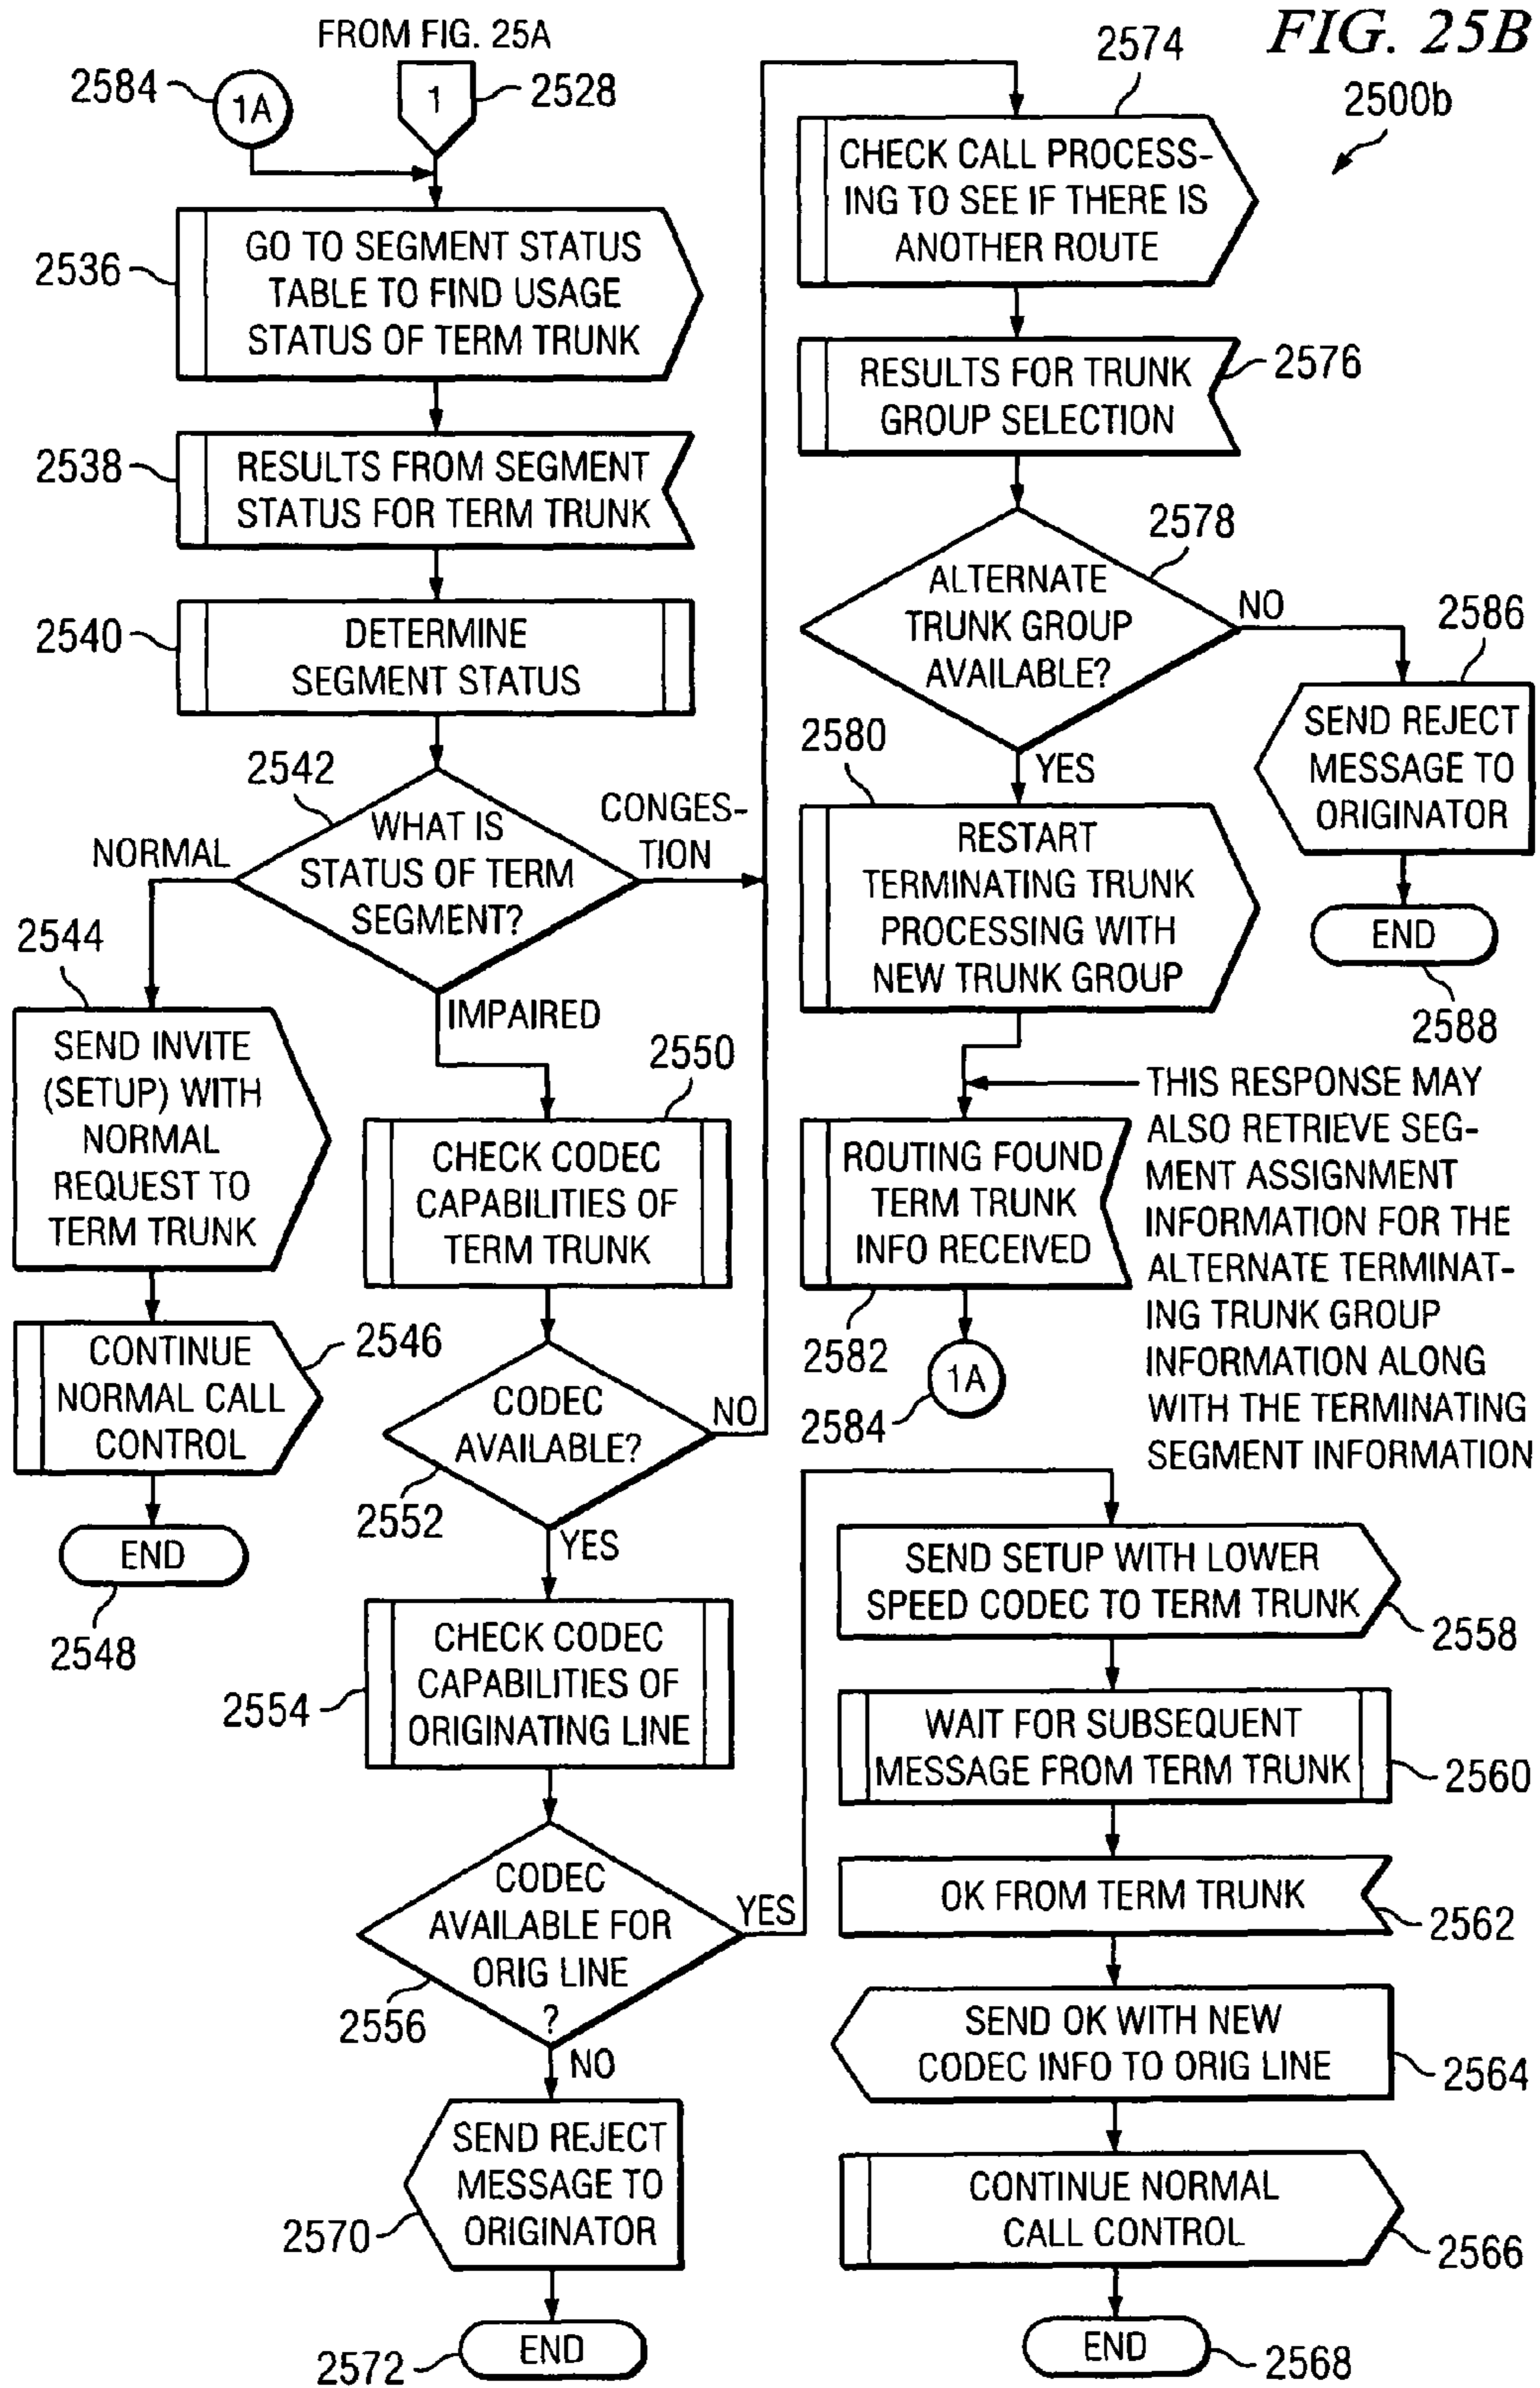 FIG. 25B
2500b
FROM FIG. 25A
2584
1A
1
2528
2536
GO TO SEGMENT STATUS
TABLE TO FIND USAGE
STATUS OF TERM TRUNK
2538
RESULTS FROM SEGMENT
STATUS FOR TERM TRUNK
2540
DETERMINE
SEGMENT STATUS
2542
WHAT IS
STATUS OF TERM
SEGMENT?
NORMAL
CONGES-
TION
IMPAIRED
2544
SEND INVITE
(SETUP) WITH
NORMAL
REQUEST TO
TERM TRUNK
2546
CONTINUE
NORMAL CALL
CONTROL
END
2548
2550
CHECK CODEC
CAPABILITIES OF
TERM TRUNK
CODEC
AVAILABLE?
NO
2552
YES
2554
CHECK CODEC
CAPABILITIES OF
ORIGINATING LINE
CODEC
AVAILABLE FOR
ORIG LINE
?
YES
2556
NO
SEND REJECT
MESSAGE TO
ORIGINATOR
2570
END
2572
2574
CHECK CALL PROCESS-
ING TO SEE IF THERE IS
ANOTHER ROUTE
RESULTS FOR TRUNK
GROUP SELECTION
2576
2578
ALTERNATE
TRUNK GROUP
AVAILABLE?
NO
2586
SEND REJECT
MESSAGE TO
ORIGINATOR
END
2588
YES
2580
RESTART
TERMINATING TRUNK
PROCESSING WITH
NEW TRUNK GROUP
THIS RESPONSE MAY
ALSO RETRIEVE SEG-
MENT ASSIGNMENT
INFORMATION FOR THE
ALTERNATE TERMINAT-
ING TRUNK GROUP
INFORMATION ALONG
WITH THE TERMINATING
SEGMENT INFORMATION
ROUTING FOUND
TERM TRUNK
INFO RECEIVED
2582
1A
2584
SEND SETUP WITH LOWER
SPEED CODEC TO TERM TRUNK
2558
WAIT FOR SUBSEQUENT
MESSAGE FROM TERM TRUNK
2560
OK FROM TERM TRUNK
2562
SEND OK WITH NEW
CODEC INFO TO ORIG LINE
2564
CONTINUE NORMAL
CALL CONTROL
2566
END
2568